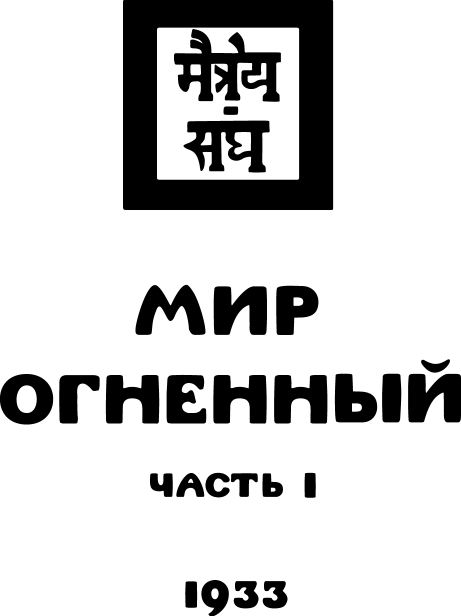 मैत्रेय
-
संघ
МИР
ОГНЕННЫЙ
ЧАСТЬ I
1933